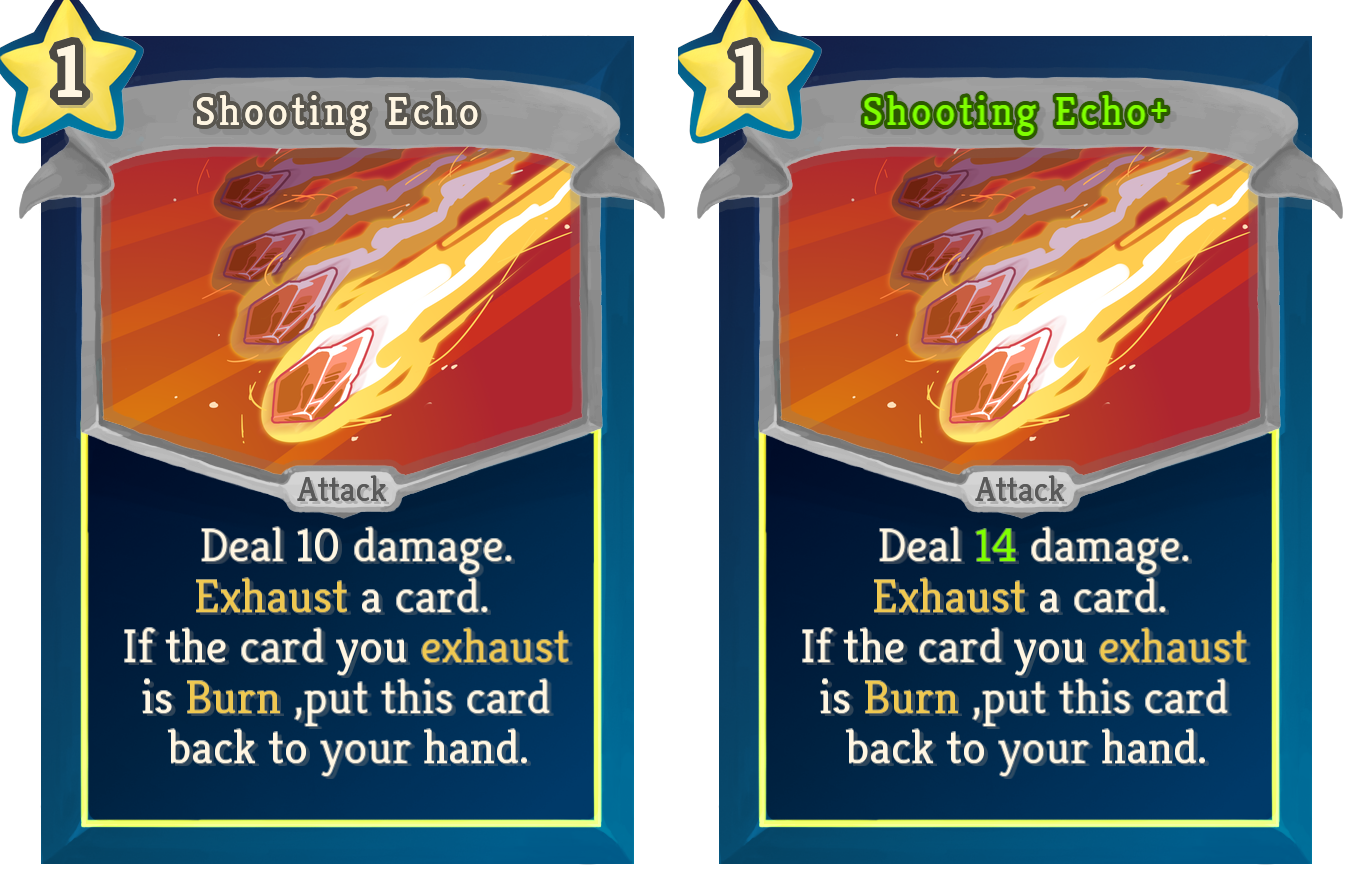 1
Shooting Echo
Attack
Deal 10 damage.
Exhaust a card.
If the card you exhaust
is Burn ,put this card
back to your hand.
1
Shooting Echo+
Attack
Deal 14 damage.
Exhaust a card.
If the card you exhaust
is Burn ,put this card
back to your hand.